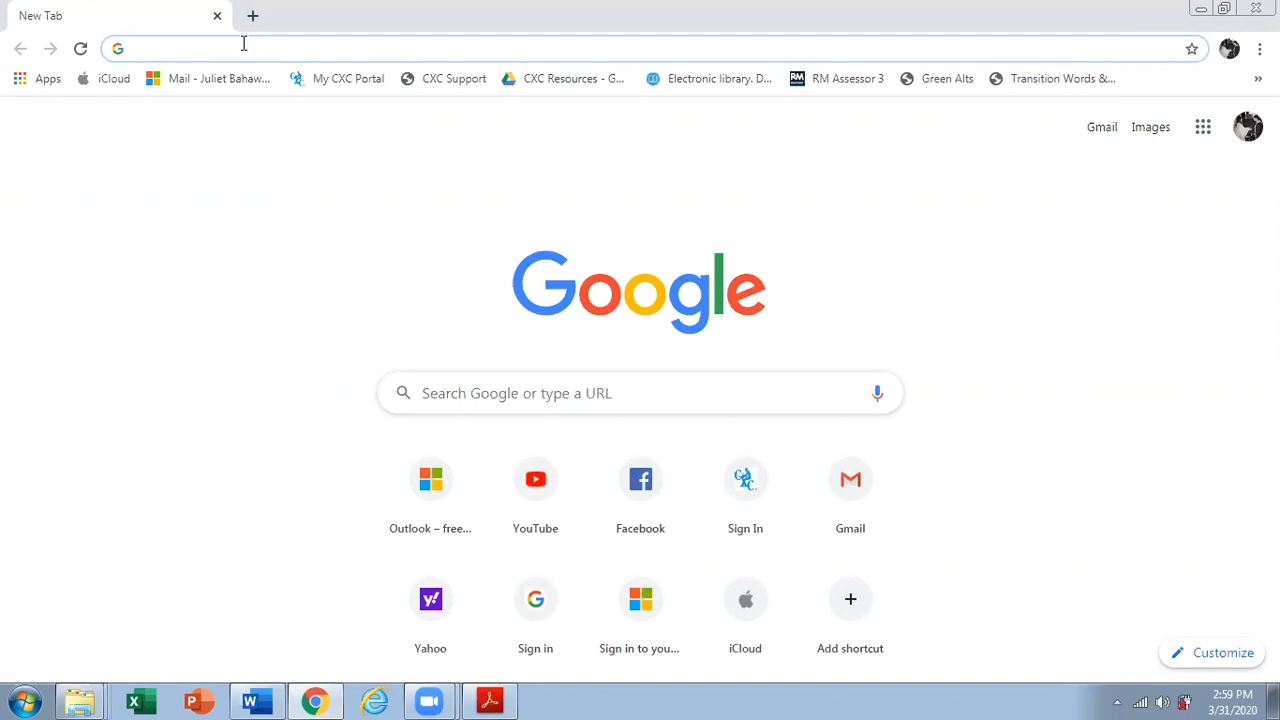 New Tab
Apps iCloud Mail - Juliet Bahaw... My CXC Portal CXC Support CXC Resources - G... Electronic library. D... RM RM Assessor 3 Green Alts Transition Words &... »
Gmail Images
Google
Search Google or type a URL
Outlook – free... YouTube Facebook Sign In Gmail
Yahoo Sign in Sign in to you... iCloud Add shortcut
Customize
2:59 PM
3/31/2020